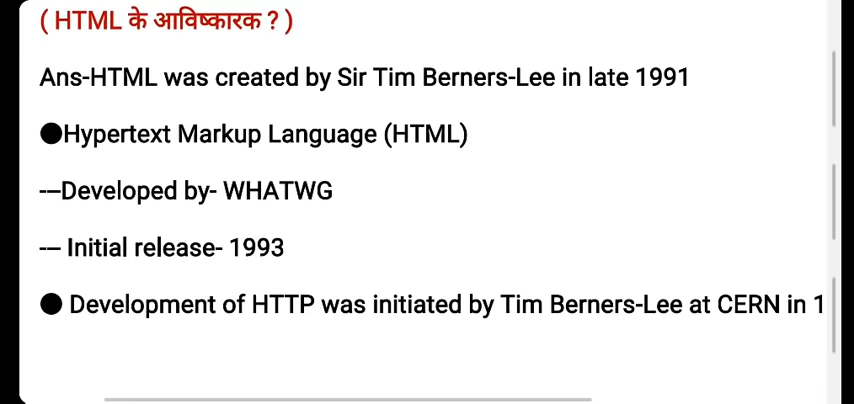 ( HTML के आविष्कारक ? )
Ans-HTML was created by Sir Tim Berners-Lee in late 1991
●Hypertext Markup Language (HTML)
---Developed by- WHATWG
--- Initial release- 1993
● Development of HTTP was initiated by Tim Berners-Lee at CERN in 1